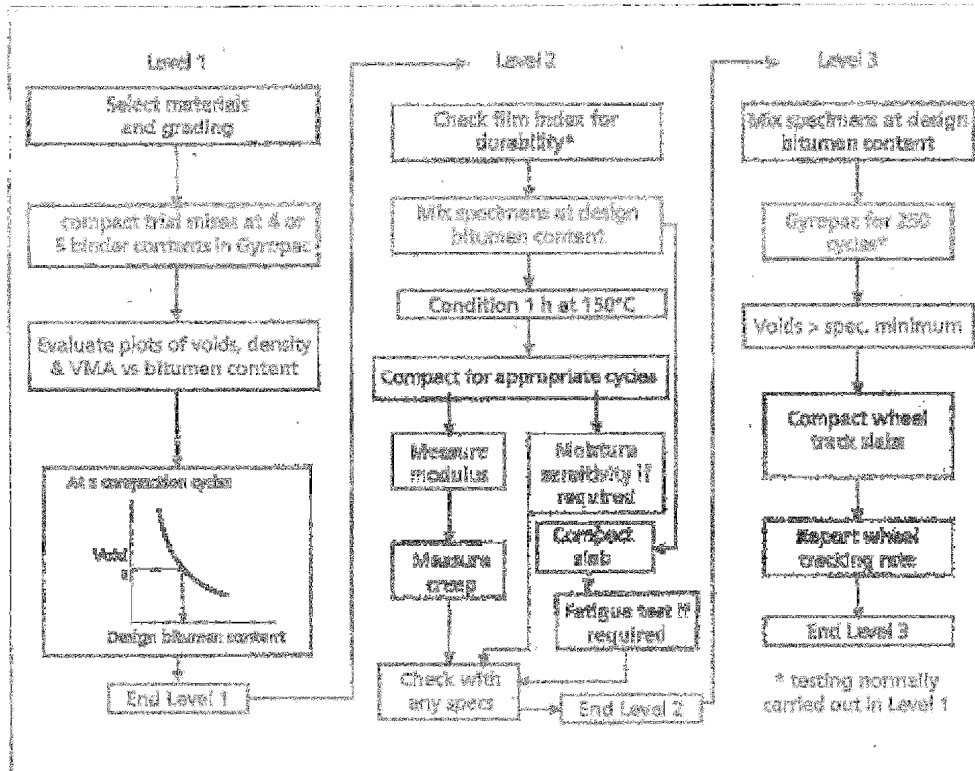 Level 1
Select materials
and grading
compact trial mixes at 4 or
5 binder contents in Gyropac
Evaluate plots of voids, density
& VMA vs bitumen content
At s compaction cycles
Void
Design bitumen content
End Level 1
Level 2
Check film index for
durability*
Mix specimens at design
bitumen content
Condition 1 h at 150°C
Compact for appropriate cycles
Measure
modulus
Moisture
sensitivity if
required
Measure
creep
Compact
slab
Fatigue test if
required
Check with
any specs
End Level 2
Level 3
Mix specimens at design
bitumen content
Gyropac for
cycles*
Voids > spec. minimum
Compact wheel
track slabs
Report wheel
tracking rate
End Level 3
* testing normally
carried out in Level 1